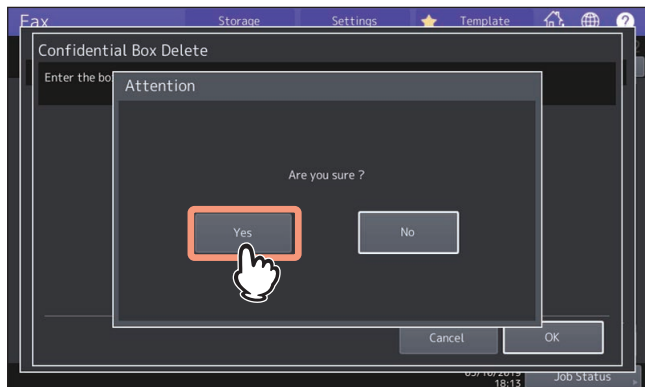 Fax
Storage
Settings
Template
?
Confidential Box Delete
Enter the bo
Attention
Are you sure ?
Yes
No
Cancel
OK
18:13
Job Status